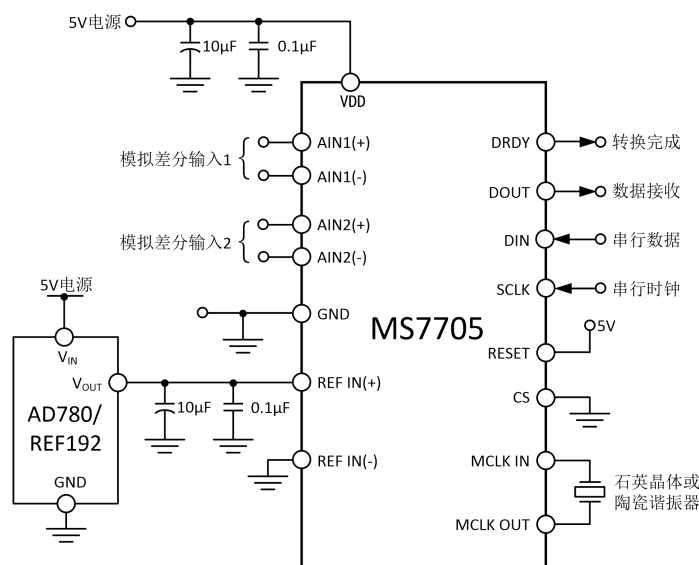 5V电源
10µF
0.1µF
VDD
模拟差分输入1
AIN1(+)
AIN1(-)
模拟差分输入2
AIN2(+)
AIN2(-)
GND
MS7705
DRDY
转换完成
DOUT
数据接收
DIN
串行数据
SCLK
串行时钟
5V
RESET
CS
MCLK IN
石英晶体或
陶瓷谐振器
MCLK OUT
5V电源
VIN
VOUT
AD780/
REF192
GND
10µF
0.1µF
REF IN(+)
REF IN(-)